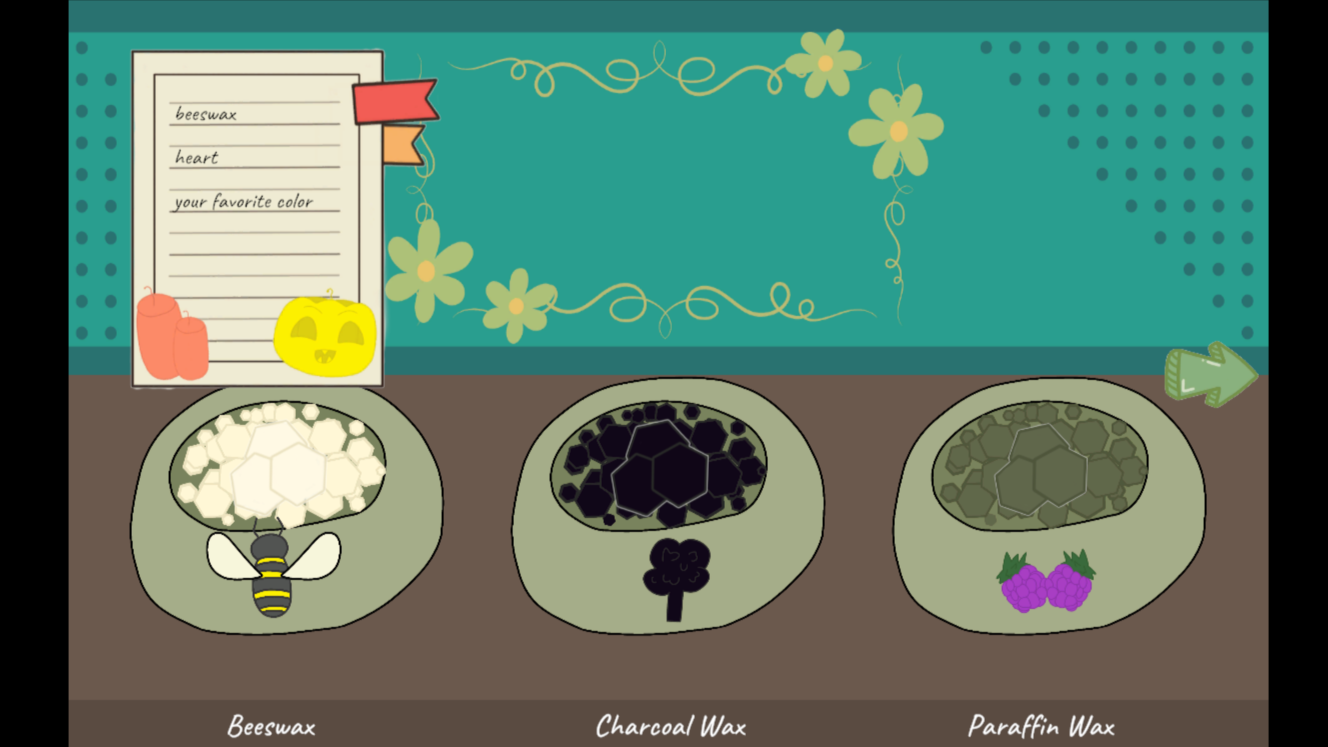 beeswax
heart
your favorite color
Beeswax
Charcoal Wax
Paraffin Wax